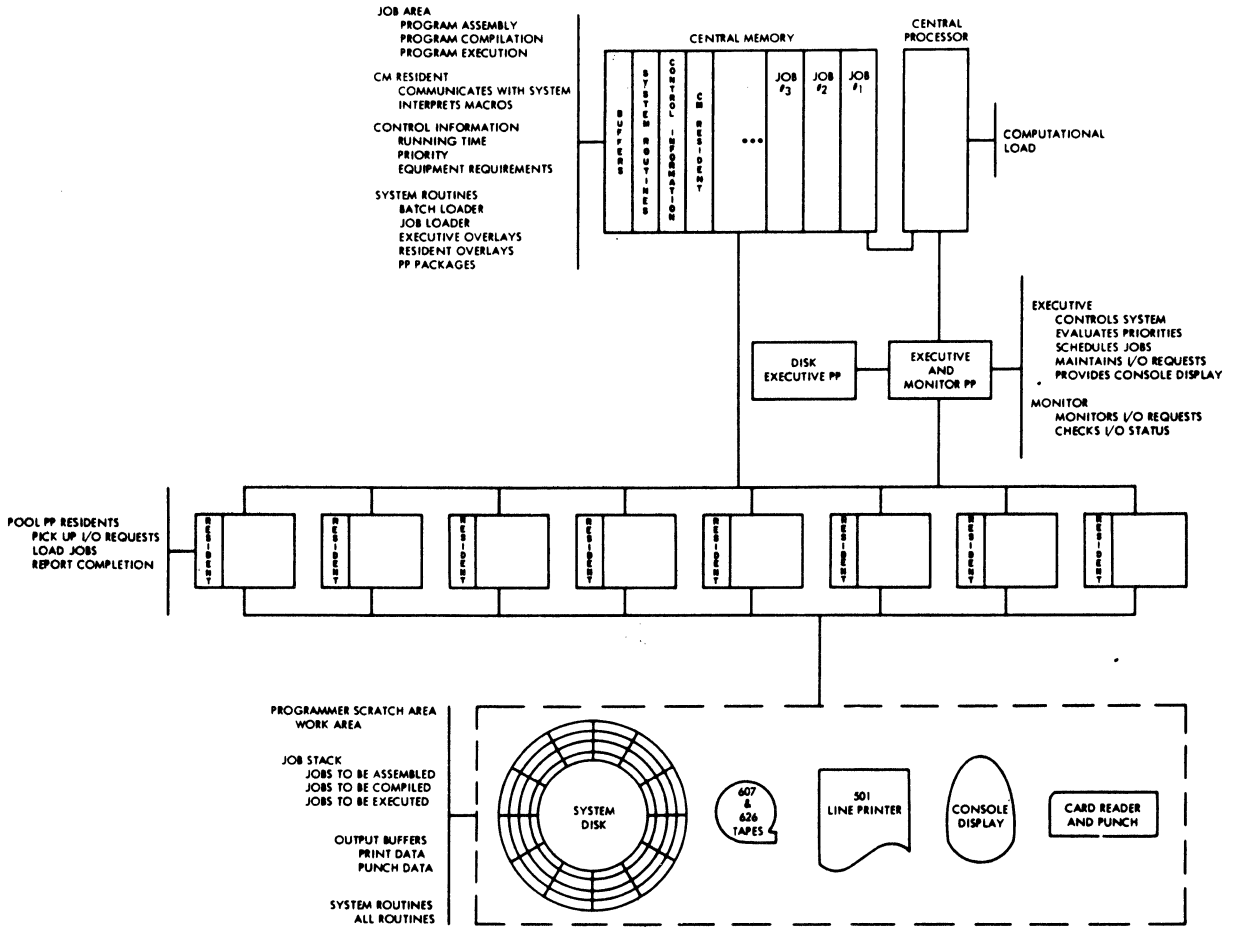 JOB AREA
PROGRAM ASSEMBLY
PROGRAM COMPILATION
PROGRAM EXECUTION
CM RESIDENT
COMMUNICATES WITH SYSTEM
INTERPRETS MACROS
CONTROL INFORMATION
RUNNING TIME
PRIORITY
EQUIPMENT REQUIREMENTS
SYSTEM ROUTINES
BATCH LOADER
JOB LOADER
EXECUTIVE OVERLAYS
RESIDENT OVERLAYS
PP PACKAGES
CENTRAL MEMORY
BUFFERS
SYSTEM ROUTINES
CONTROL INFORMATION
CM RESIDENT
•••
JOB
#3
JOB
#2
JOB
#1
CENTRAL
PROCESSOR
COMPUTATIONAL
LOAD
DISK
EXECUTIVE PP
EXECUTIVE
AND
MONITOR PP
EXECUTIVE
CONTROLS SYSTEM
EVALUATES PRIORITIES
SCHEDULES JOBS
MAINTAINS I/O REQUESTS
PROVIDES CONSOLE DISPLAY
MONITOR
MONITORS I/O REQUESTS
CHECKS I/O STATUS
POOL PP RESIDENTS
PICK UP I/O REQUESTS
LOAD JOBS
REPORT COMPLETION
RESIDENT
RESIDENT
RESIDENT
RESIDENT
RESIDENT
RESIDENT
RESIDENT
RESIDENT
PROGRAMMER SCRATCH AREA
WORK AREA
JOB STACK
JOBS TO BE ASSEMBLED
JOBS TO BE COMPILED
JOBS TO BE EXECUTED
OUTPUT BUFFERS
PRINT DATA
PUNCH DATA
SYSTEM ROUTINES
ALL ROUTINES
SYSTEM
DISK
607
&
626
TAPES
501
LINE PRINTER
CONSOLE
DISPLAY
CARD READER
AND PUNCH